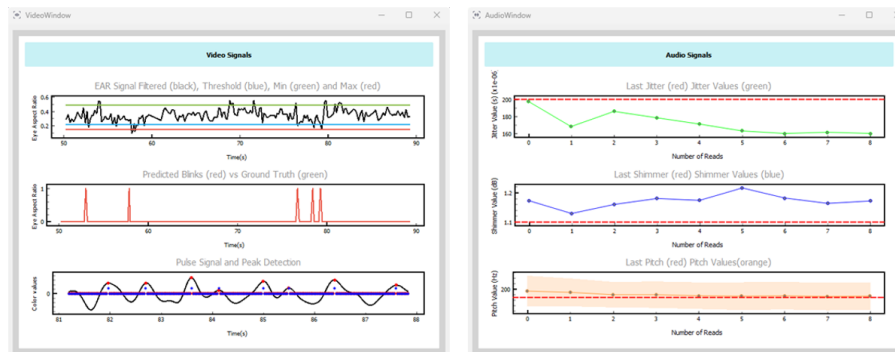 VideoWindow
Video Signals
EAR Signal Filtered (black), Threshold (blue), Min (green) and Max (red)
Eye Aspect Ratio
0.6
0.4
0.2
50 60 70 80 90
Time(s)
Predicted Blinks (red) vs Ground Truth (green)
Eye Aspect Ratio
1
0
50 60 70 80 90
Time(s)
Pulse Signal and Peak Detection
Color values
0
81 82 83 84 85 86 87 88
Time(s)
AudioWindow
Audio Signals
Last Jitter (red) Jitter Values (green)
Jitter Value (s) (x1e-06
200
180
160
0 1 2 3 4 5 6 7 8
Number of Reads
Last Shimmer (red) Shimmer Values (blue)
Shimmer Value (dB)
1.2
1.1
0 1 2 3 4 5 6 7 8
Number of Reads
Last Pitch (red) Pitch Values(orange)
Pitch Value (Hz)
200
0 1 2 3 4 5 6 7 8
Number of Reads